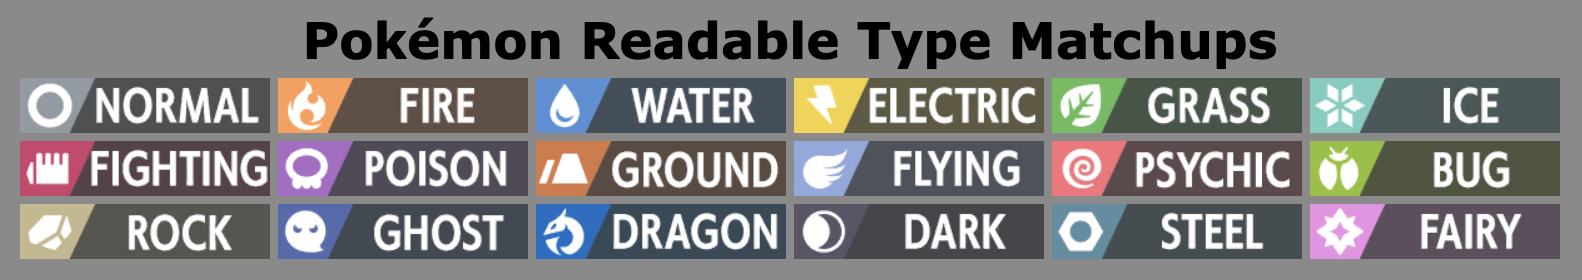 Pokémon Readable Type Matchups
NORMAL FIRE WATER ELECTRIC GRASS ICE
FIGHTING POISON GROUND FLYING PSYCHIC BUG
ROCK GHOST DRAGON DARK STEEL FAIRY